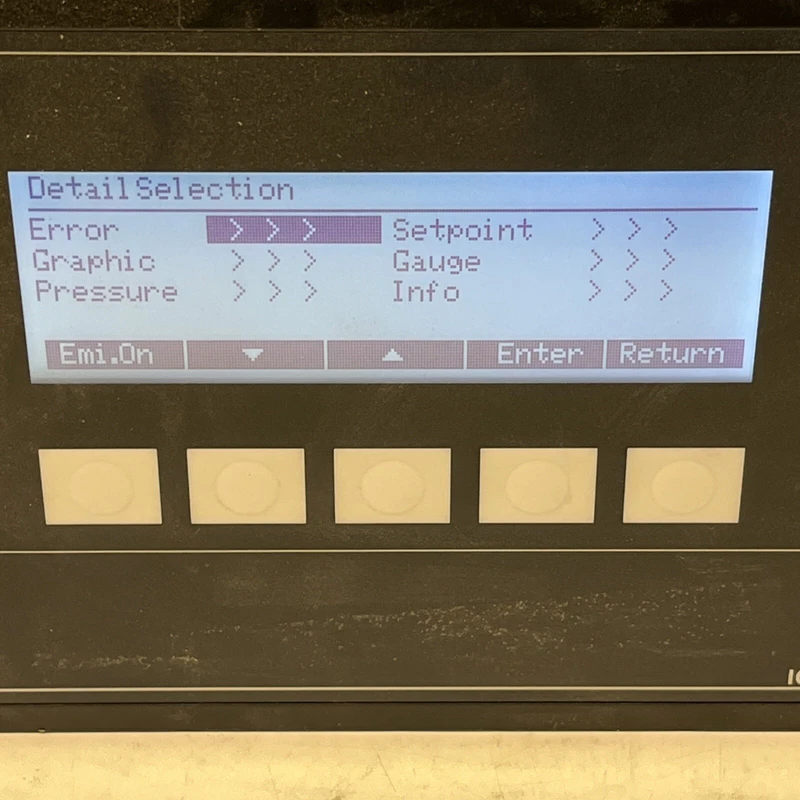 Detail Selection
Error >>> Setpoint >>>
Graphic >>> Gauge >>>
Pressure >>> Info >>>
Emi.On ▼ ▲ Enter Return